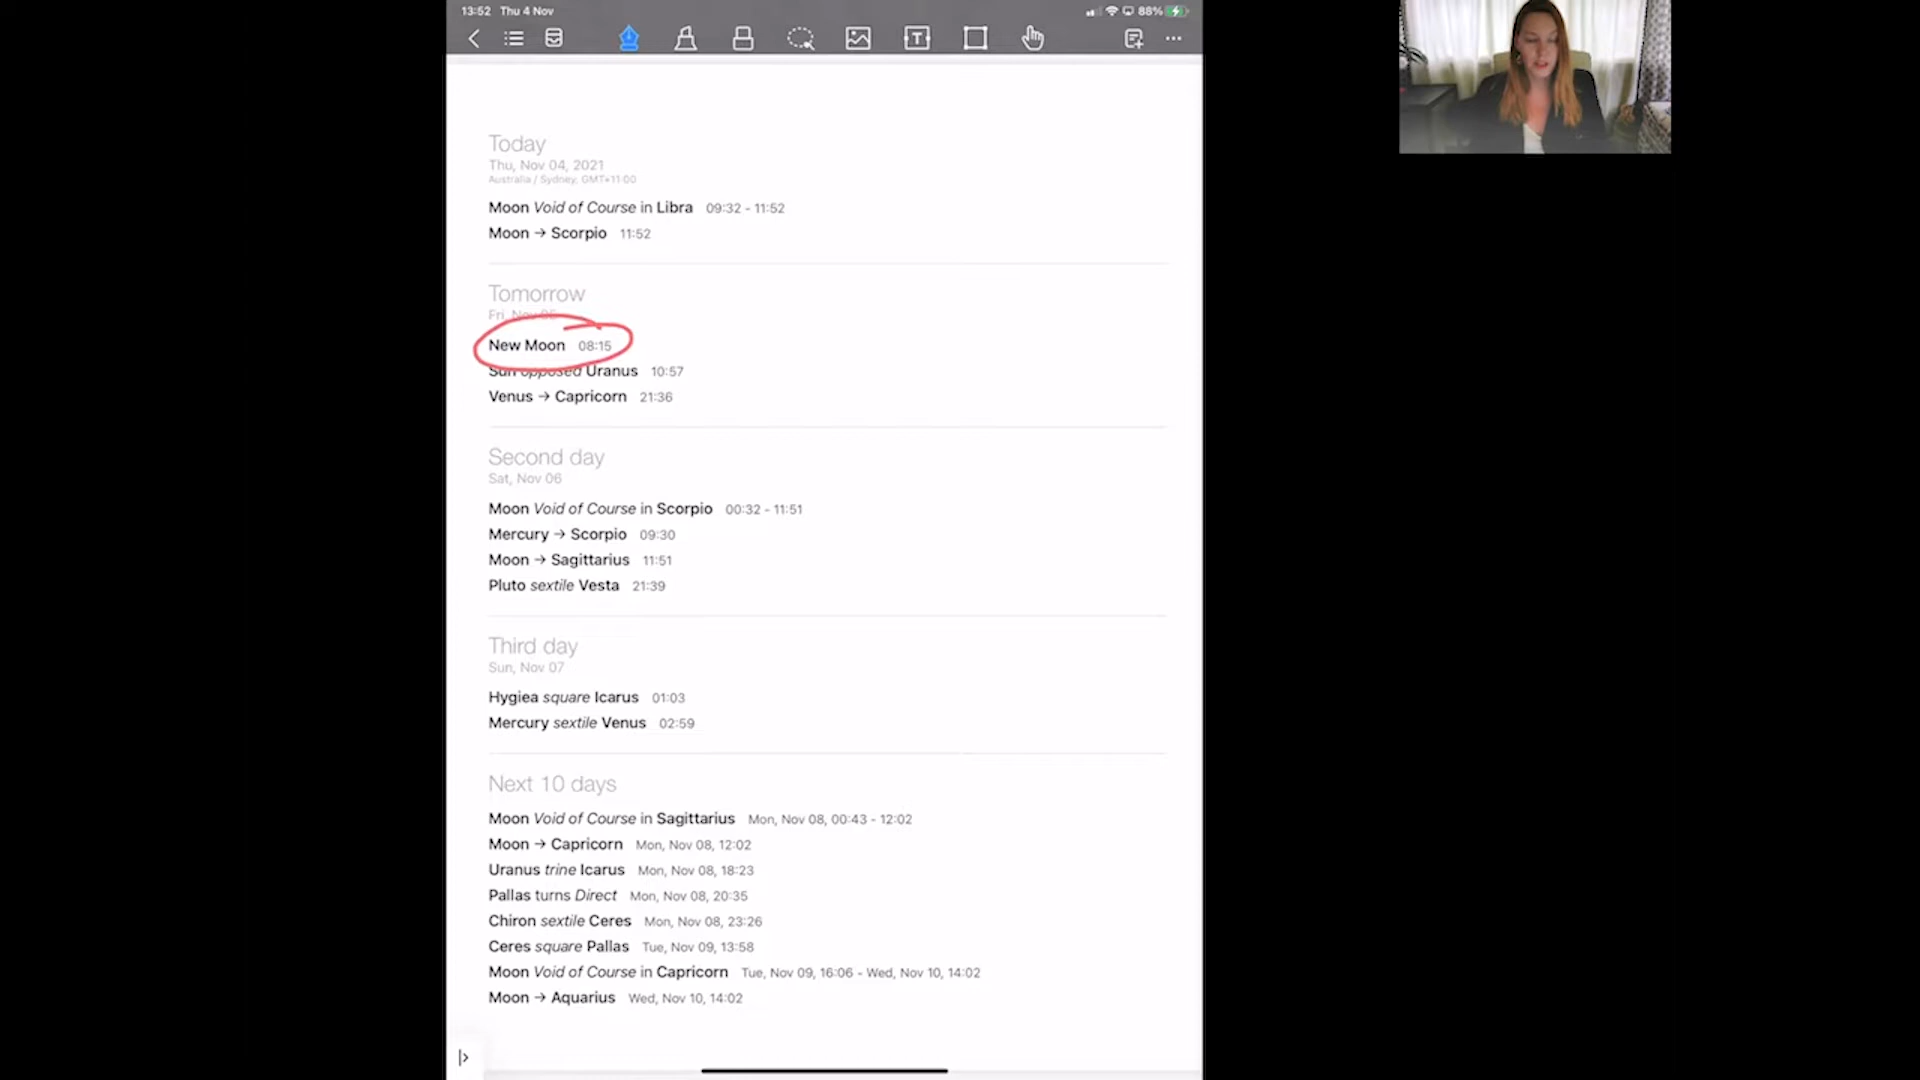 13:52 Thu 4 Nov
88%
T
Today
Thu, Nov 04, 2021
Australia / Sydney, GMT+11:00
Moon Void of Course in Libra 09:32 - 11:52
Moon → Scorpio 11:52
Tomorrow
Fri, Nov 05
New Moon 08:15
Sun opposed Uranus 10:57
Venus → Capricorn 21:36
Second day
Sat, Nov 06
Moon Void of Course in Scorpio 00:32 - 11:51
Mercury → Scorpio 09:30
Moon → Sagittarius 11:51
Pluto sextile Vesta 21:39
Third day
Sun, Nov 07
Hygiea square Icarus 01:03
Mercury sextile Venus 02:59
Next 10 days
Moon Void of Course in Sagittarius Mon, Nov 08, 00:43 - 12:02
Moon → Capricorn Mon, Nov 08, 12:02
Uranus trine Icarus Mon, Nov 08, 18:23
Pallas turns Direct Mon, Nov 08, 20:35
Chiron sextile Ceres Mon, Nov 08, 23:26
Ceres square Pallas Tue, Nov 09, 13:58
Moon Void of Course in Capricorn Tue, Nov 09, 16:06 - Wed, Nov 10, 14:02
Moon → Aquarius Wed, Nov 10, 14:02